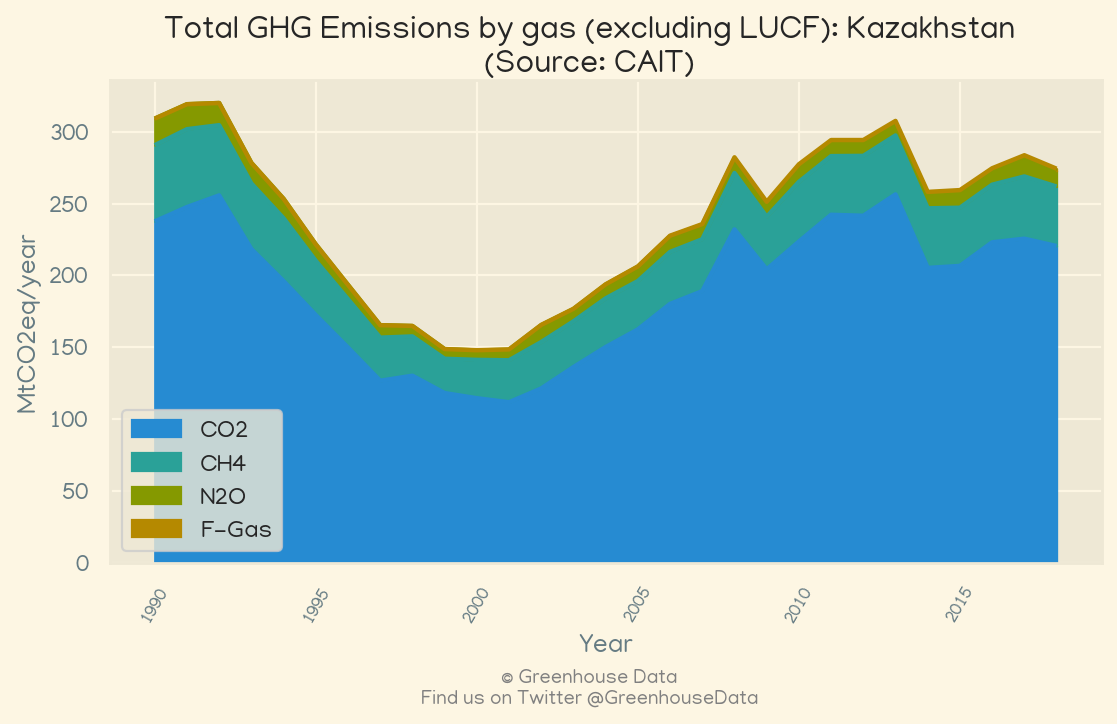 Total GHG Emissions by gas (excluding LUCF): Kazakhstan
(Source: CAIT)
300
250
200
150
100
50
0
MtCO2eq/year
CO2
CH4
N2O
F-Gas
1990
1995
2000
2005
2010
2015
Year
© Greenhouse Data
Find us on Twitter @GreenhouseData